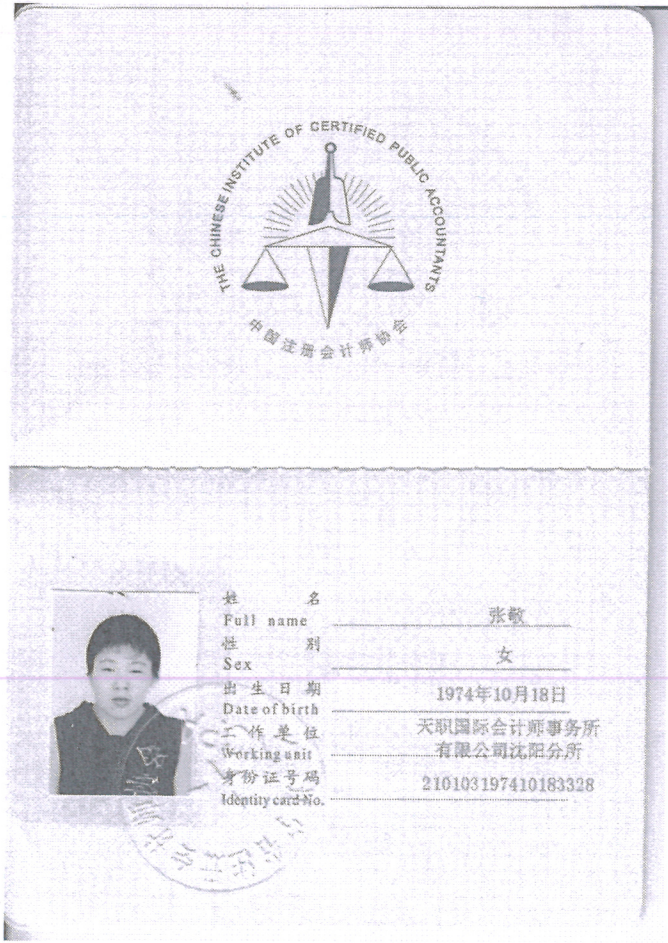 THE CHINESE INSTITUTE OF CERTIFIED PUBLIC ACCOUNTANTS
中国注册会计师协会
姓 名
Full name
张敏
性 别
Sex
女
出生日期
Date of birth
1974年10月18日
工作单位
Working unit
天职国际会计师事务所
有限公司沈阳分所
身份证号码
Identity card No.
210103197410183328